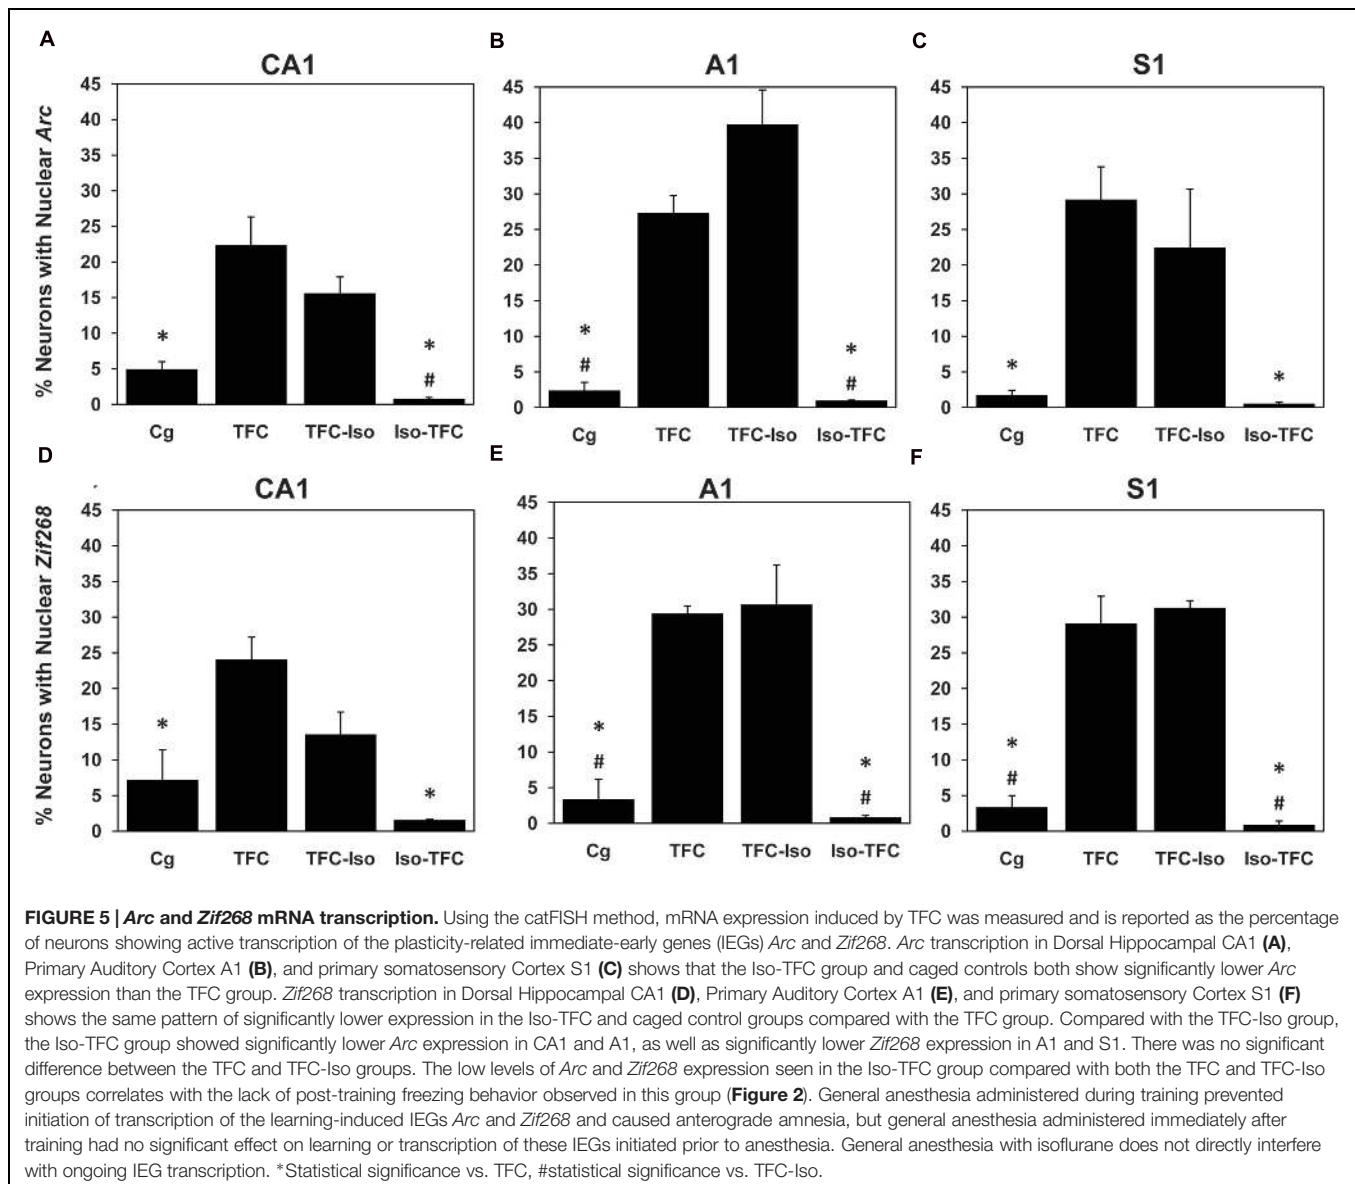 A
B
C
CA1
A1
S1
% Neurons with Nuclear Arc
45
40
35
30
25
20
15
10
5
0
*
*
#
Cg TFC TFC-Iso Iso-TFC
45
40
35
30
25
20
15
10
5
0
*
#
*
#
Cg TFC TFC-Iso Iso-TFC
45
40
35
30
25
20
15
10
5
0
*
*
Cg TFC TFC-Iso Iso-TFC
D
E
F
CA1
A1
S1
% Neurons with Nuclear Zif268
45
40
35
30
25
20
15
10
5
0
*
*
Cg TFC TFC-Iso Iso-TFC
45
40
35
30
25
20
15
10
5
0
*
#
*
#
Cg TFC TFC-Iso Iso-TFC
45
40
35
30
25
20
15
10
5
0
*
#
*
#
Cg TFC TFC-Iso Iso-TFC
FIGURE 5 | Arc and Zif268 mRNA transcription. Using the catFISH method, mRNA expression induced by TFC was measured and is reported as the percentage
of neurons showing active transcription of the plasticity-related immediate-early genes (IEGs) Arc and Zif268. Arc transcription in Dorsal Hippocampal CA1 (A),
Primary Auditory Cortex A1 (B), and primary somatosensory Cortex S1 (C) shows that the Iso-TFC group and caged controls both show significantly lower Arc
expression than the TFC group. Zif268 transcription in Dorsal Hippocampal CA1 (D), Primary Auditory Cortex A1 (E), and primary somatosensory Cortex S1 (F)
shows the same pattern of significantly lower expression in the Iso-TFC and caged control groups compared with the TFC group. Compared with the TFC-Iso group,
the Iso-TFC group showed significantly lower Arc expression in CA1 and A1, as well as significantly lower Zif268 expression in A1 and S1. There was no significant
difference between the TFC and TFC-Iso groups. The low levels of Arc and Zif268 expression seen in the Iso-TFC group compared with both the TFC and TFC-Iso
groups correlates with the lack of post-training freezing behavior observed in this group (Figure 2). General anesthesia administered during training prevented
initiation of transcription of the learning-induced IEGs Arc and Zif268 and caused anterograde amnesia, but general anesthesia administered immediately after
training had no significant effect on learning or transcription of these IEGs initiated prior to anesthesia. General anesthesia with isoflurane does not directly interfere
with ongoing IEG transcription. *Statistical significance vs. TFC, #statistical significance vs. TFC-Iso.